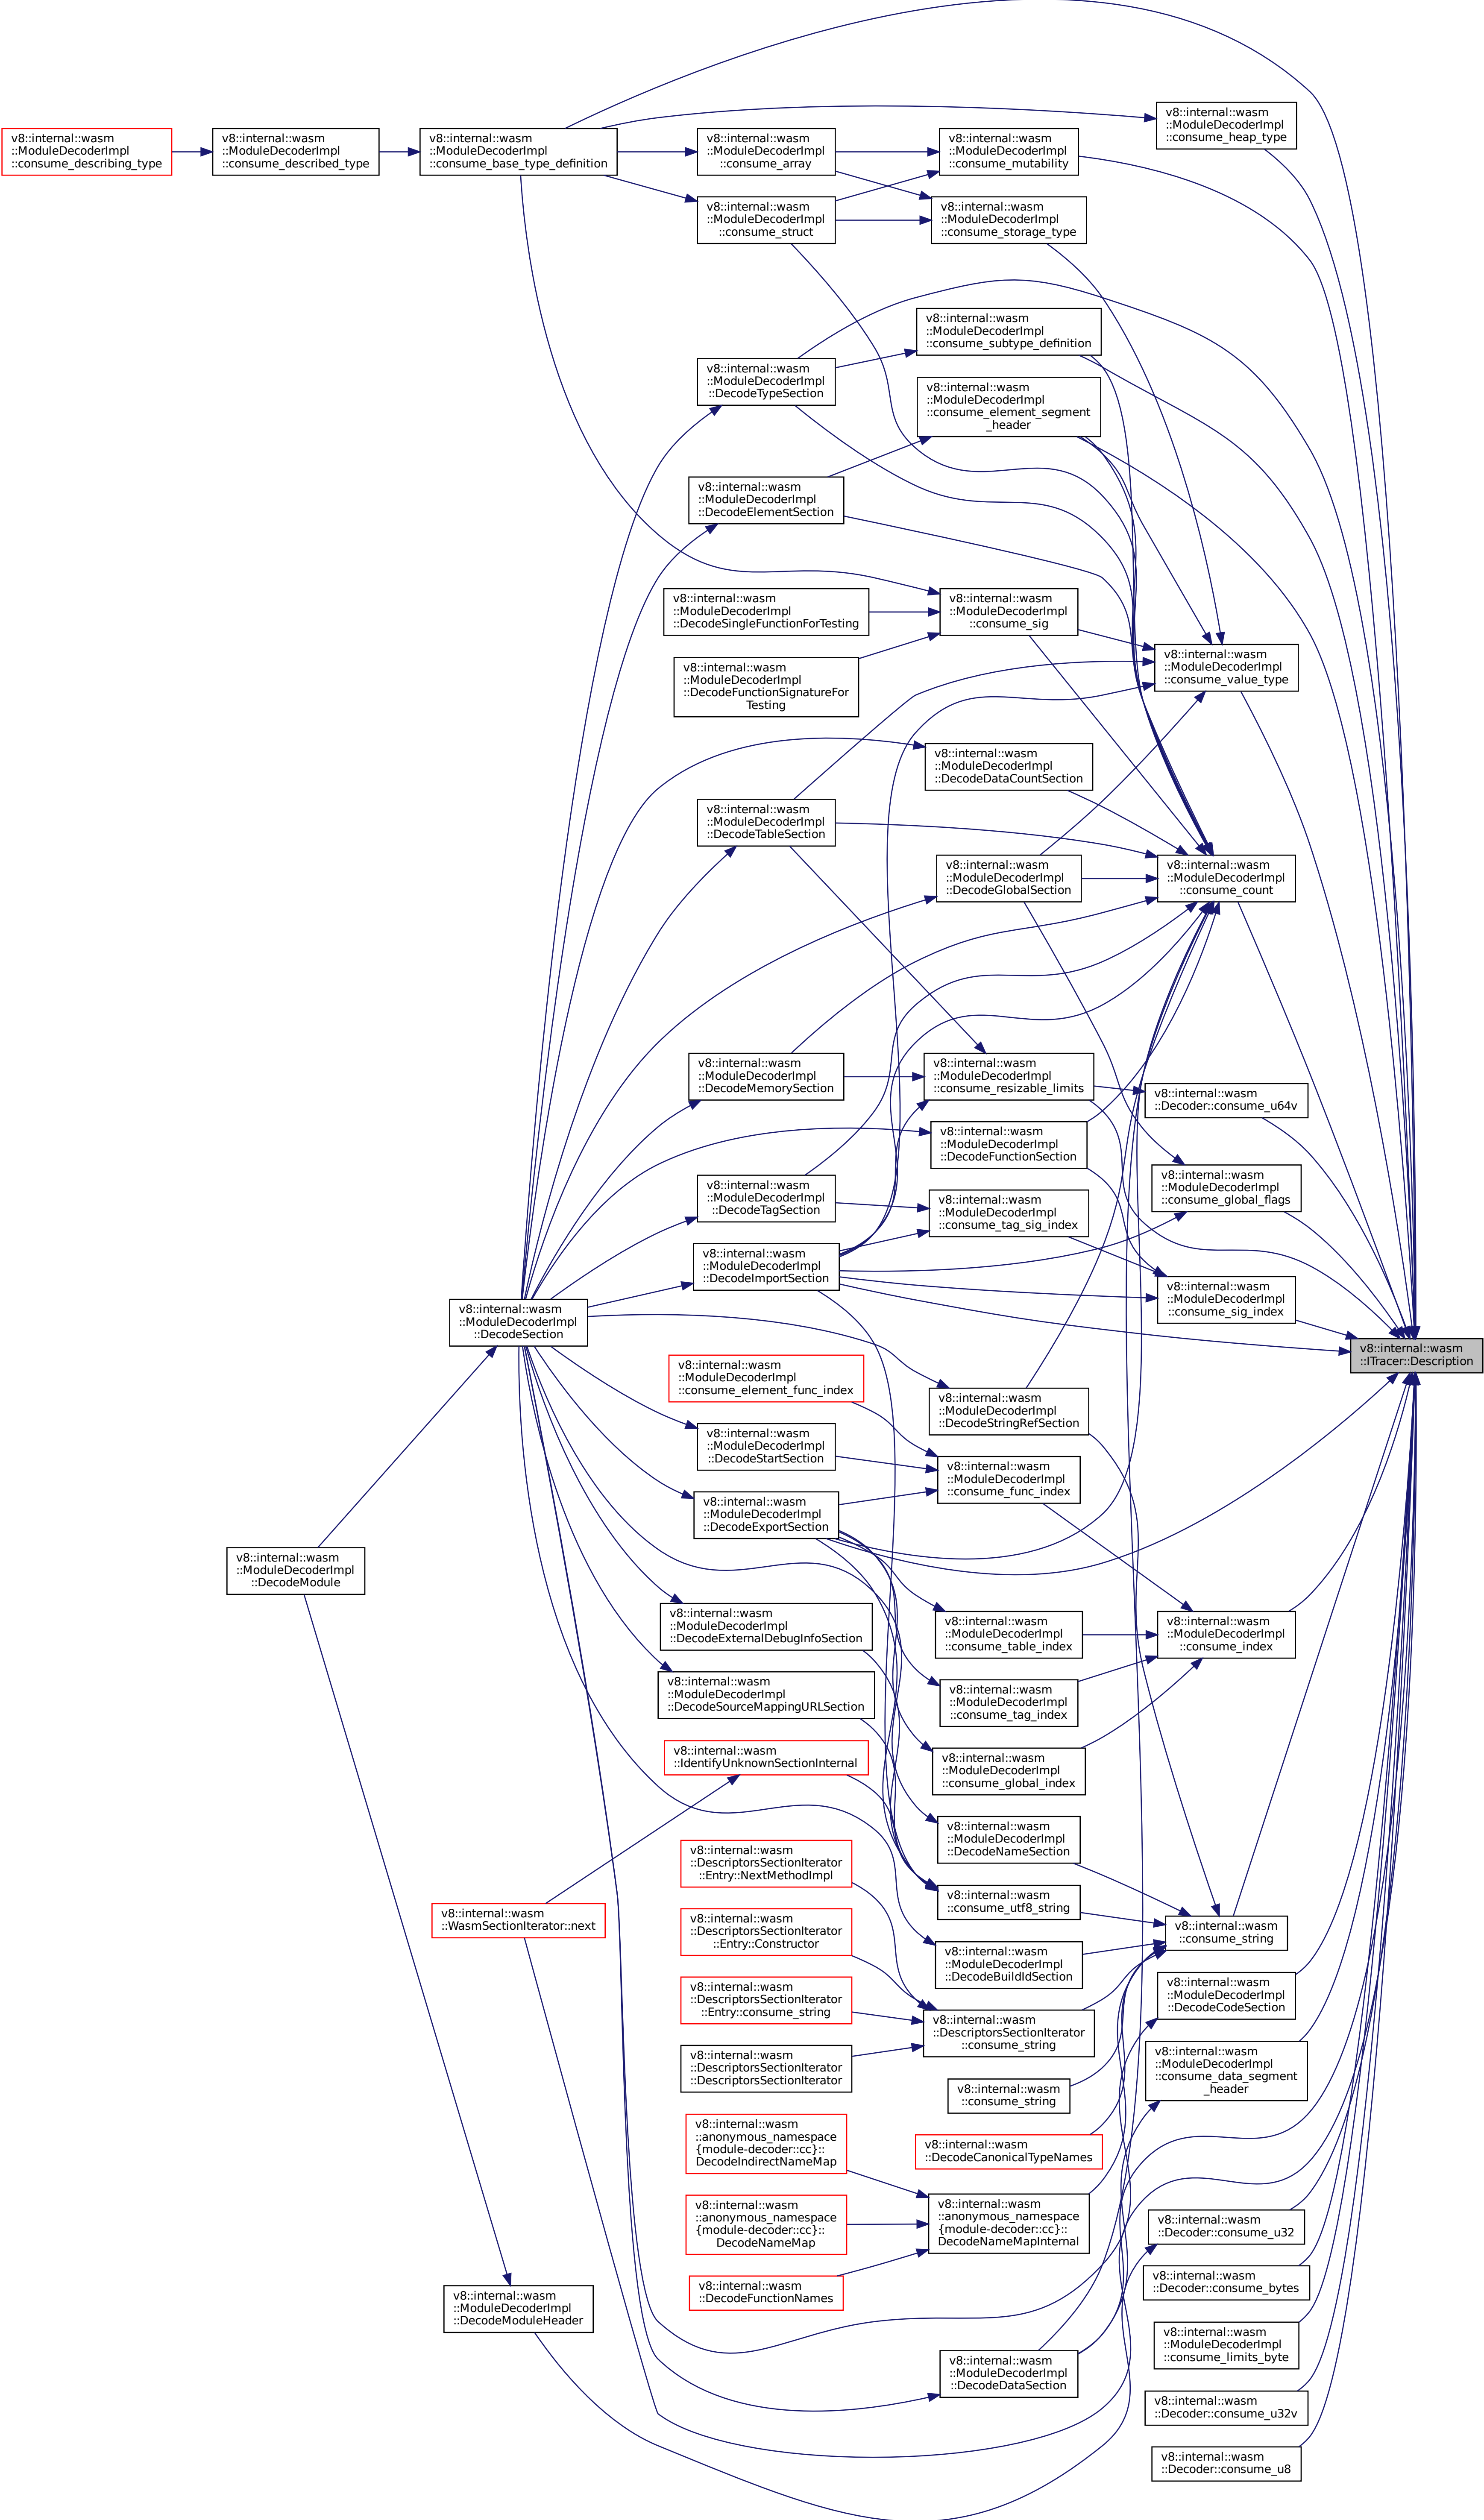 v8::internal::wasm
::ModuleDecoderImpl
::consume_describing_type
v8::internal::wasm
::ModuleDecoderImpl
::consume_described_type
v8::internal::wasm
::ModuleDecoderImpl
::consume_base_type_definition
v8::internal::wasm
::ModuleDecoderImpl
::consume_array
v8::internal::wasm
::ModuleDecoderImpl
::consume_mutability
v8::internal::wasm
::ModuleDecoderImpl
::consume_heap_type
v8::internal::wasm
::ModuleDecoderImpl
::consume_struct
v8::internal::wasm
::ModuleDecoderImpl
::consume_storage_type
v8::internal::wasm
::ModuleDecoderImpl
::consume_subtype_definition
v8::internal::wasm
::ModuleDecoderImpl
::DecodeTypeSection
v8::internal::wasm
::ModuleDecoderImpl
::consume_element_segment
_header
v8::internal::wasm
::ModuleDecoderImpl
::DecodeElementSection
v8::internal::wasm
::ModuleDecoderImpl
::DecodeSingleFunctionForTesting
v8::internal::wasm
::ModuleDecoderImpl
::consume_sig
v8::internal::wasm
::ModuleDecoderImpl
::consume_value_type
v8::internal::wasm
::ModuleDecoderImpl
::DecodeFunctionSignatureFor
Testing
v8::internal::wasm
::ModuleDecoderImpl
::DecodeDataCountSection
v8::internal::wasm
::ModuleDecoderImpl
::DecodeTableSection
v8::internal::wasm
::ModuleDecoderImpl
::DecodeGlobalSection
v8::internal::wasm
::ModuleDecoderImpl
::consume_count
v8::internal::wasm
::ModuleDecoderImpl
::DecodeMemorySection
v8::internal::wasm
::ModuleDecoderImpl
::consume_resizable_limits
v8::internal::wasm
::Decoder::consume_u64v
v8::internal::wasm
::ModuleDecoderImpl
::DecodeFunctionSection
v8::internal::wasm
::ModuleDecoderImpl
::consume_global_flags
v8::internal::wasm
::ModuleDecoderImpl
::DecodeTagSection
v8::internal::wasm
::ModuleDecoderImpl
::consume_tag_sig_index
v8::internal::wasm
::ModuleDecoderImpl
::DecodeImportSection
v8::internal::wasm
::ModuleDecoderImpl
::consume_sig_index
v8::internal::wasm
::ModuleDecoderImpl
::DecodeSection
v8::internal::wasm
::ITracer::Description
v8::internal::wasm
::ModuleDecoderImpl
::consume_element_func_index
v8::internal::wasm
::ModuleDecoderImpl
::DecodeStringRefSection
v8::internal::wasm
::ModuleDecoderImpl
::DecodeStartSection
v8::internal::wasm
::ModuleDecoderImpl
::consume_func_index
v8::internal::wasm
::ModuleDecoderImpl
::DecodeExportSection
v8::internal::wasm
::ModuleDecoderImpl
::DecodeModule
v8::internal::wasm
::ModuleDecoderImpl
::DecodeExternalDebugInfoSection
v8::internal::wasm
::ModuleDecoderImpl
::consume_table_index
v8::internal::wasm
::ModuleDecoderImpl
::consume_index
v8::internal::wasm
::ModuleDecoderImpl
::DecodeSourceMappingURLSection
v8::internal::wasm
::ModuleDecoderImpl
::consume_tag_index
v8::internal::wasm
::IdentifyUnknownSectionInternal
v8::internal::wasm
::ModuleDecoderImpl
::consume_global_index
v8::internal::wasm
::ModuleDecoderImpl
::DecodeNameSection
v8::internal::wasm
::DescriptorsSectionIterator
::Entry::NextMethodImpl
v8::internal::wasm
::consume_utf8_string
v8::internal::wasm
::WasmSectionIterator::next
v8::internal::wasm
::DescriptorsSectionIterator
::Entry::Constructor
v8::internal::wasm
::consume_string
v8::internal::wasm
::ModuleDecoderImpl
::DecodeBuildIdSection
v8::internal::wasm
::ModuleDecoderImpl
::DecodeCodeSection
v8::internal::wasm
::DescriptorsSectionIterator
::Entry::consume_string
v8::internal::wasm
::DescriptorsSectionIterator
::consume_string
v8::internal::wasm
::DescriptorsSectionIterator
::DescriptorsSectionIterator
v8::internal::wasm
::ModuleDecoderImpl
::consume_data_segment
_header
v8::internal::wasm
::consume_string
v8::internal::wasm
::anonymous_namespace
{module-decoder::cc}::
DecodeIndirectNameMap
v8::internal::wasm
::DecodeCanonicalTypeNames
v8::internal::wasm
::anonymous_namespace
{module-decoder::cc}::
DecodeNameMap
v8::internal::wasm
::anonymous_namespace
{module-decoder::cc}::
DecodeNameMapInternal
v8::internal::wasm
::Decoder::consume_u32
v8::internal::wasm
::DecodeFunctionNames
v8::internal::wasm
::Decoder::consume_bytes
v8::internal::wasm
::ModuleDecoderImpl
::DecodeModuleHeader
v8::internal::wasm
::ModuleDecoderImpl
::consume_limits_byte
v8::internal::wasm
::ModuleDecoderImpl
::DecodeDataSection
v8::internal::wasm
::Decoder::consume_u32v
v8::internal::wasm
::Decoder::consume_u8